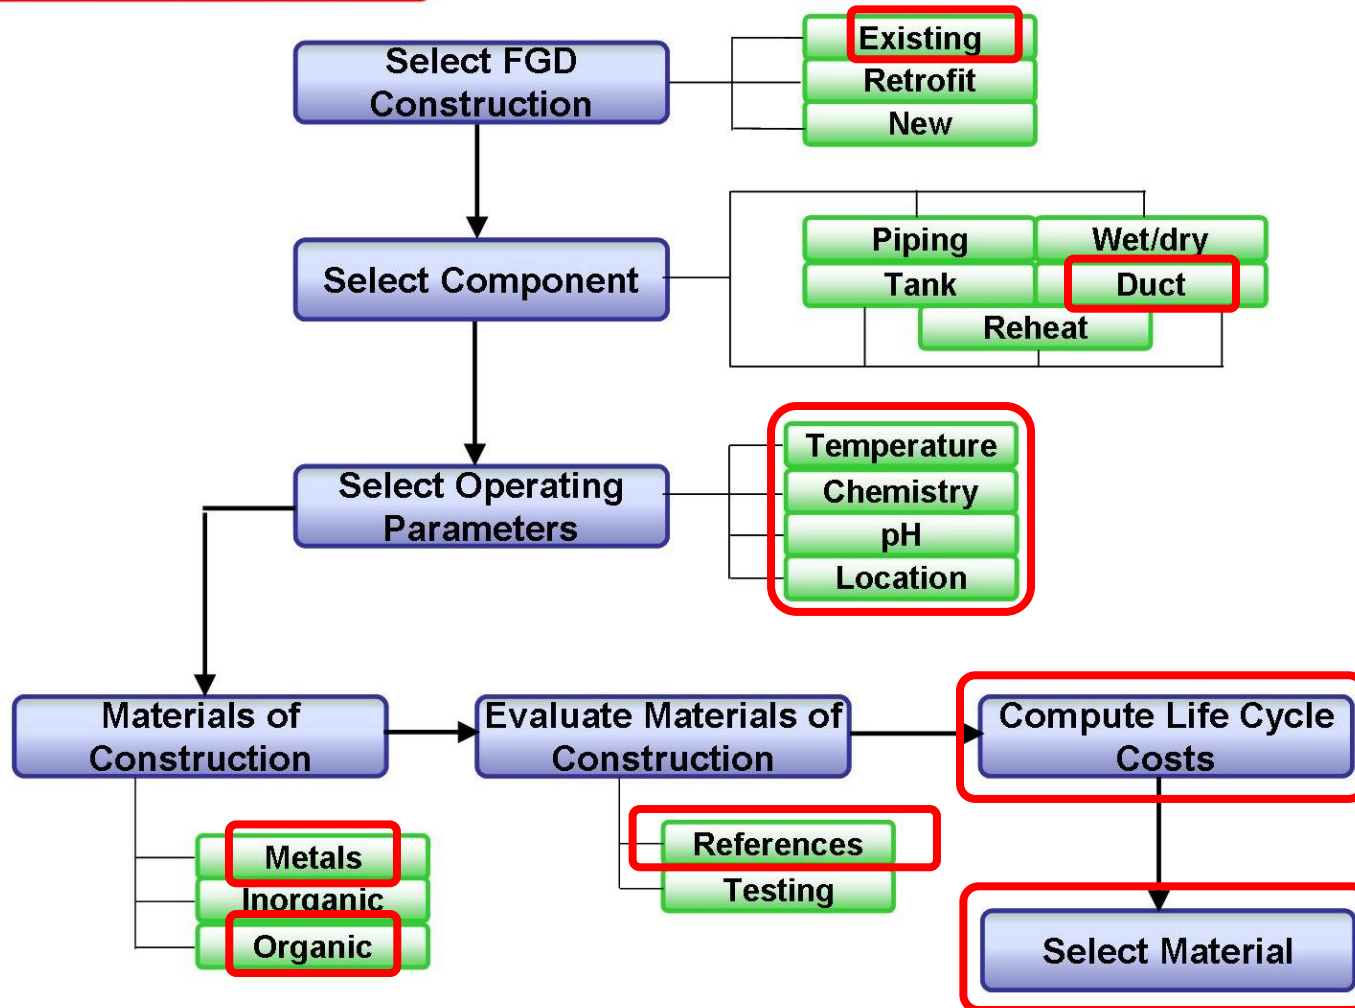 Select FGD
Construction
Existing
Retrofit
New
Select Component
Piping
Wet/dry
Tank
Duct
Reheat
Select Operating
Parameters
Temperature
Chemistry
pH
Location
Materials of
Construction
Metals
Inorganic
Organic
Evaluate Materials of
Construction
References
Testing
Compute Life Cycle
Costs
Select Material